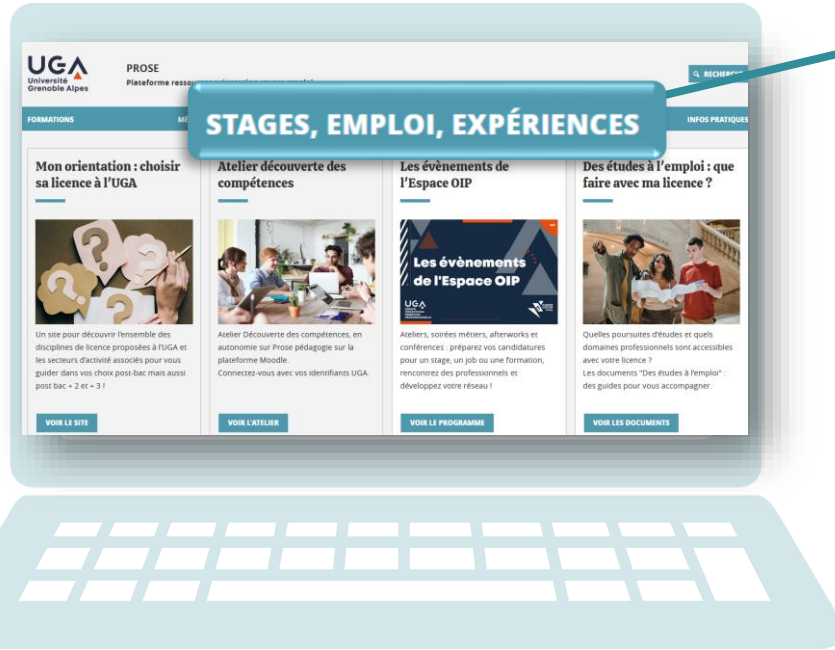 UGA
Université
Grenoble Alpes
PROSE
Plateforme
RECHERCHE
FORMATIONS
STAGES, EMPLOI, EXPÉRIENCES
INFOS PRATIQUES
Mon orientation : choisir
sa licence à l'UGA
Un site pour découvrir l'ensemble des
disciplines de licence proposées à l'UGA et
les secteurs d'activité associés pour vous
guider dans vos choix post-bac mais aussi
post bac + 2 et + 3 !
VOIR LE SITE
Atelier découverte des
compétences
Atelier Découverte des compétences, en
autonomie sur Prose pédagogie sur la
plateforme Moodle.
Connectez-vous avec vos identifiants UGA.
VOIR L'ATELIER
Les évènements de
l'Espace OIP
Les évènements
de l'Espace OIP
UGA
Ateliers, soirées métiers, afterworks et
conférences : préparez vos candidatures
pour un stage, un job ou une formation,
rencontrez des professionnels et
développez votre réseau !
VOIR LE PROGRAMME
Des études à l'emploi : que
faire avec ma licence ?
Quelles poursuites d'études et quels
domaines professionnels sont accessibles
avec votre licence ?
Les documents "Des études à l'emploi" :
des guides pour vous accompagner.
VOIR LES DOCUMENTS